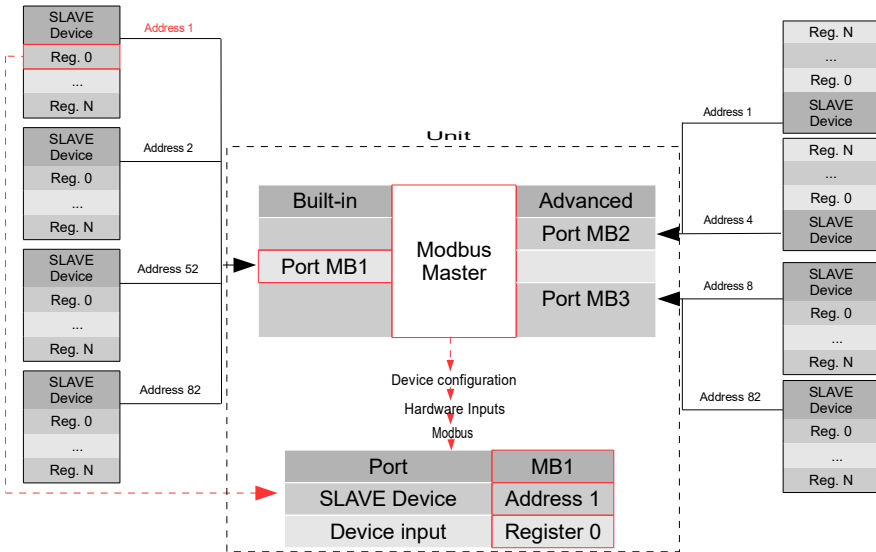 SLAVE
Device
Reg. 0
...
Reg. N
Address 1
SLAVE
Device
Reg. 0
...
Reg. N
Address 2
SLAVE
Device
Reg. 0
...
Reg. N
Address 52
SLAVE
Device
Reg. 0
...
Reg. N
Address 82
Unit
Built-in
Port MB1
Modbus
Master
Advanced
Port MB2
Port MB3
Device configuration
Hardware Inputs
Modbus
Port MB1
SLAVE Device Address 1
Device input Register 0
Address 1
Reg. N
...
Reg. 0
SLAVE
Device
Address 4
Reg. N
...
Reg. 0
SLAVE
Device
Address 8
SLAVE
Device
Reg. 0
...
Reg. N
Address 82
SLAVE
Device
Reg. 0
...
Reg. N